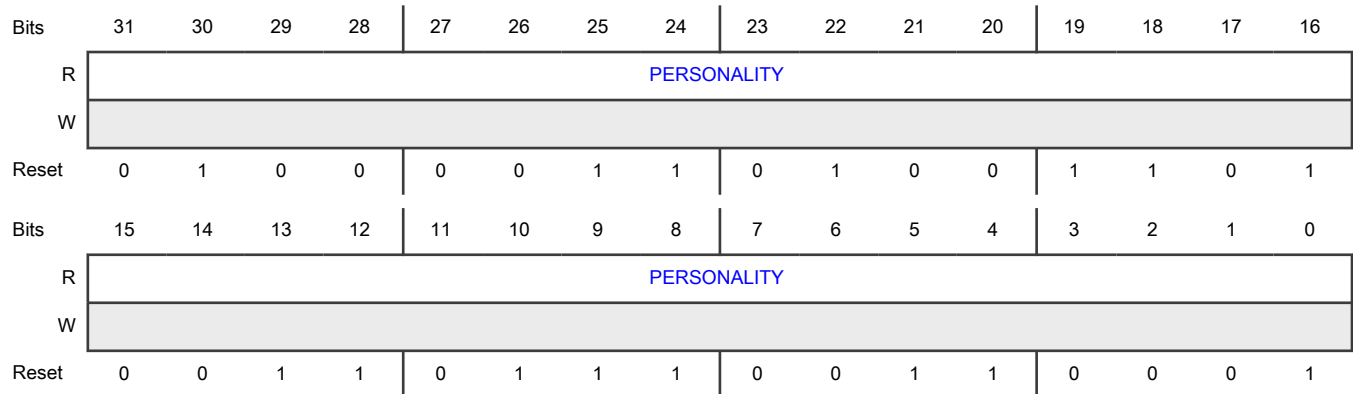 Bits 31 30 29 28 27 26 25 24 23 22 21 20 19 18 17 16
R PERSONALITY
W
Reset 0 1 0 0 0 0 1 1 0 1 0 0 1 1 0 1
Bits 15 14 13 12 11 10 9 8 7 6 5 4 3 2 1 0
R PERSONALITY
W
Reset 0 0 1 1 0 1 1 1 0 0 1 1 0 0 0 1